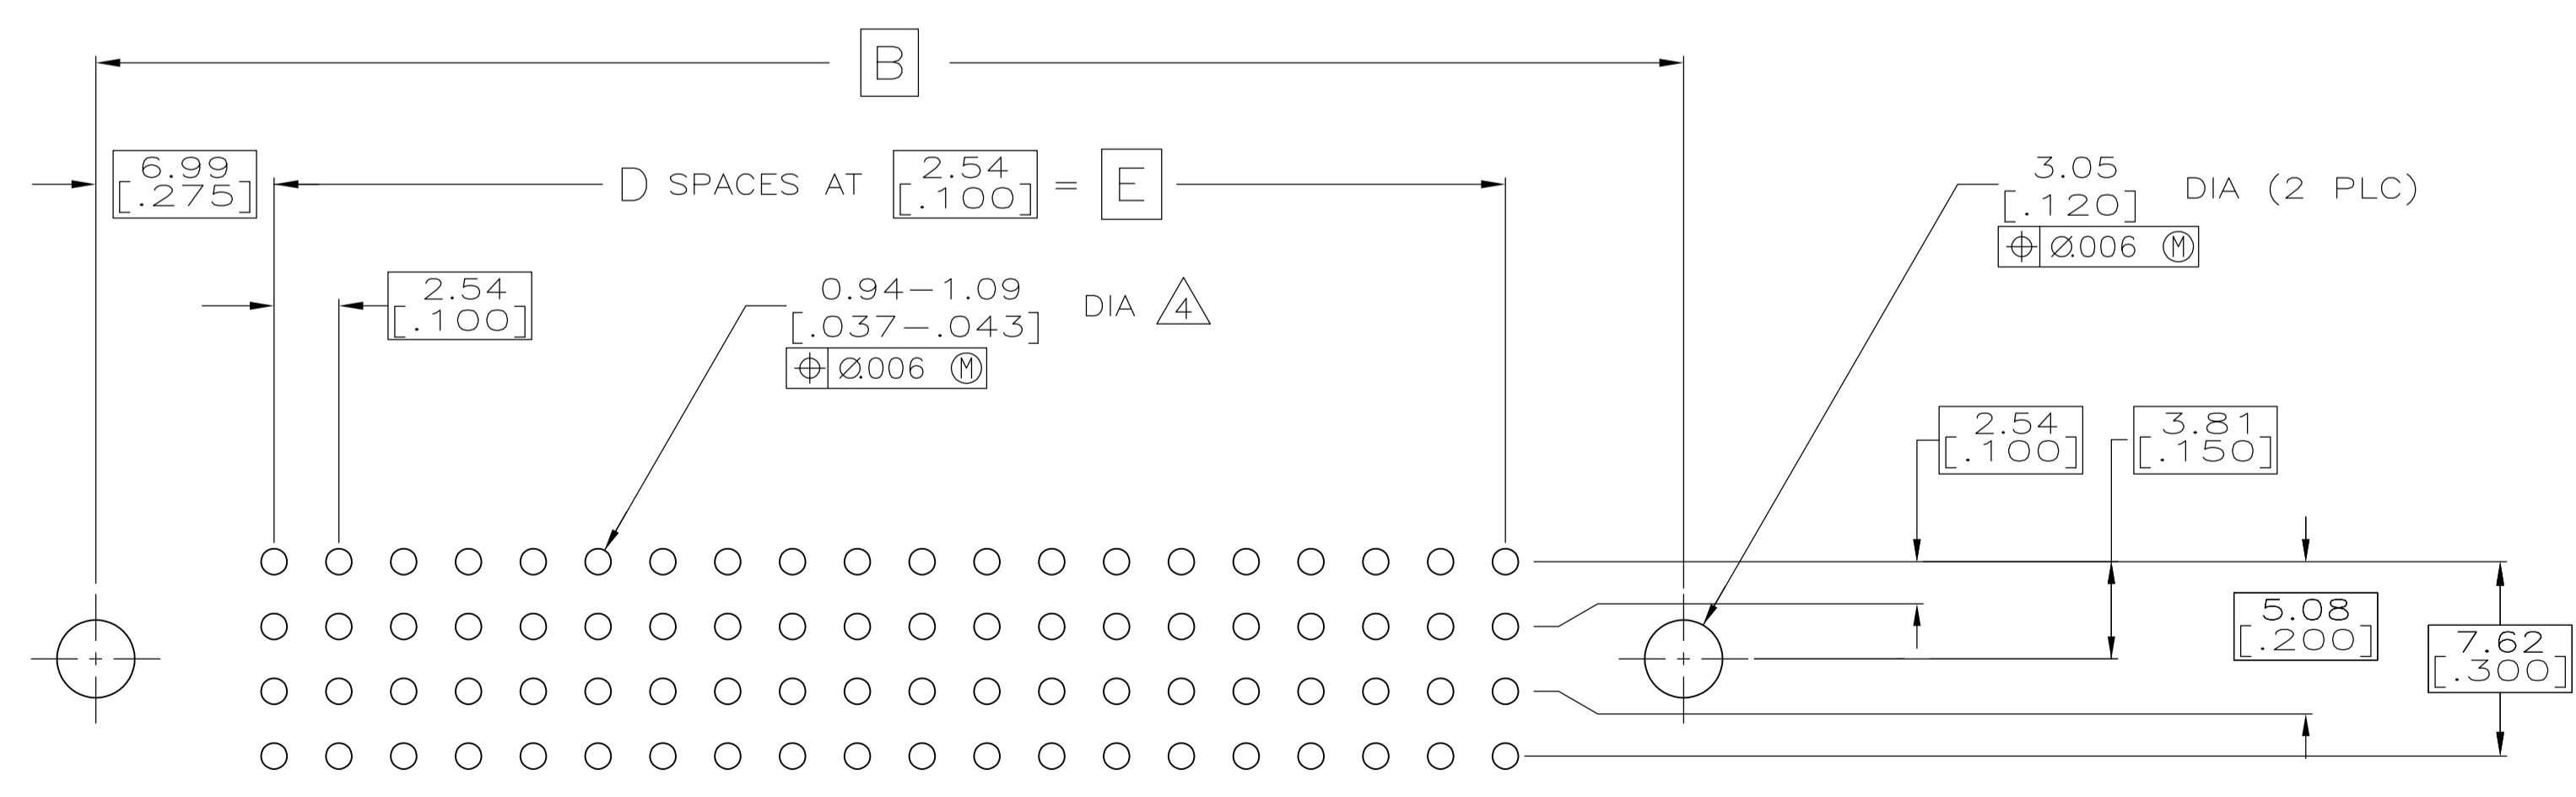 B
6.99
[.275]
D SPACES AT 2.54 [.100] = E
3.05
[.120]
DIA (2 PLC)
⌖ Ø.006 Ⓜ
2.54
[.100]
0.94-1.09
[.037-.043]
DIA 4
⌖ Ø.006 Ⓜ
2.54
[.100]
3.81
[.150]
5.08
[.200]
7.62
[.300]